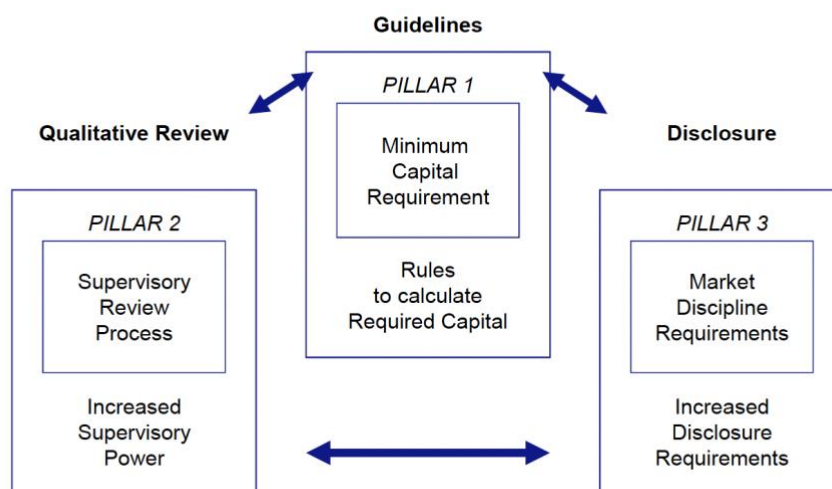 Guidelines
PILLAR 1
Minimum
Capital
Requirement
Rules
to calculate
Required Capital
Qualitative Review
PILLAR 2
Supervisory
Review
Process
Increased
Supervisory
Power
Disclosure
PILLAR 3
Market
Discipline
Requirements
Increased
Disclosure
Requirements